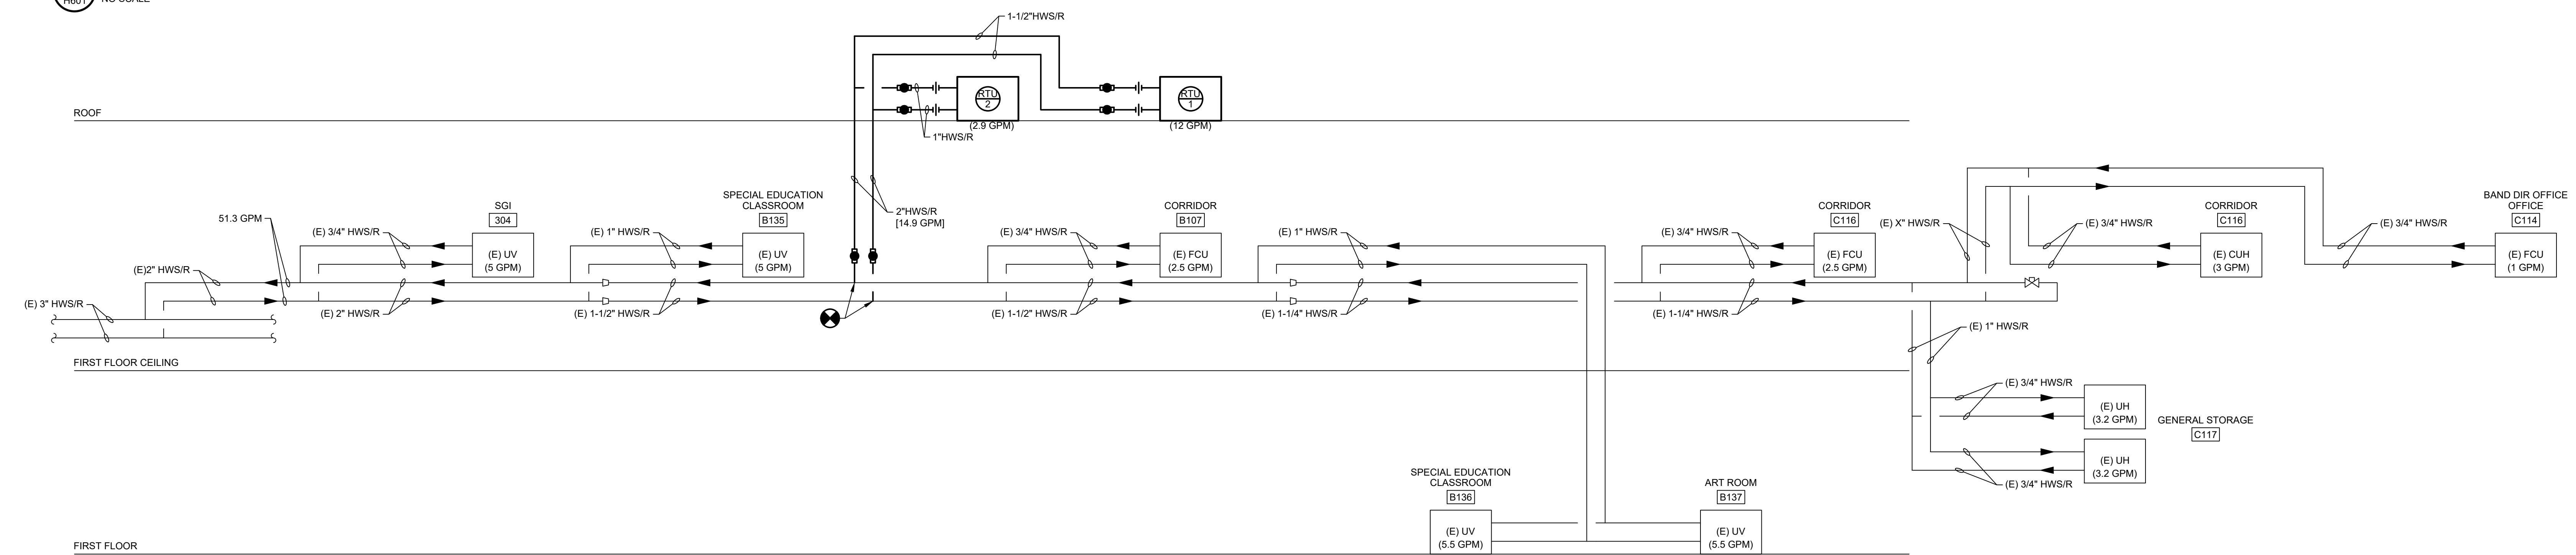 H601
NO SCALE
1-1/2"HWS/R
RTU
2
(2.9 GPM)
RTU
1
(12 GPM)
1"HWS/R
ROOF
2"HWS/R
[14.9 GPM]
51.3 GPM
(E)2" HWS/R
(E) 3" HWS/R
(E) 3/4" HWS/R
SGI
304
(E) UV
(5 GPM)
(E) 2" HWS/R
(E) 1" HWS/R
SPECIAL EDUCATION
CLASSROOM
B135
(E) UV
(5 GPM)
(E) 1-1/2" HWS/R
(E) 3/4" HWS/R
CORRIDOR
B107
(E) FCU
(2.5 GPM)
(E) 1-1/2" HWS/R
(E) 1" HWS/R
(E) 1-1/4" HWS/R
(E) 3/4" HWS/R
CORRIDOR
C116
(E) FCU
(2.5 GPM)
(E) 1-1/4" HWS/R
(E) X" HWS/R
(E) 3/4" HWS/R
CORRIDOR
C116
(E) CUH
(3 GPM)
(E) 3/4" HWS/R
BAND DIR OFFICE
OFFICE
C114
(E) FCU
(1 GPM)
(E) 1" HWS/R
FIRST FLOOR CEILING
(E) 3/4" HWS/R
(E) UH
(3.2 GPM)
GENERAL STORAGE
C117
(E) UH
(3.2 GPM)
(E) 3/4" HWS/R
SPECIAL EDUCATION
CLASSROOM
B136
(E) UV
(5.5 GPM)
ART ROOM
B137
(E) UV
(5.5 GPM)
FIRST FLOOR